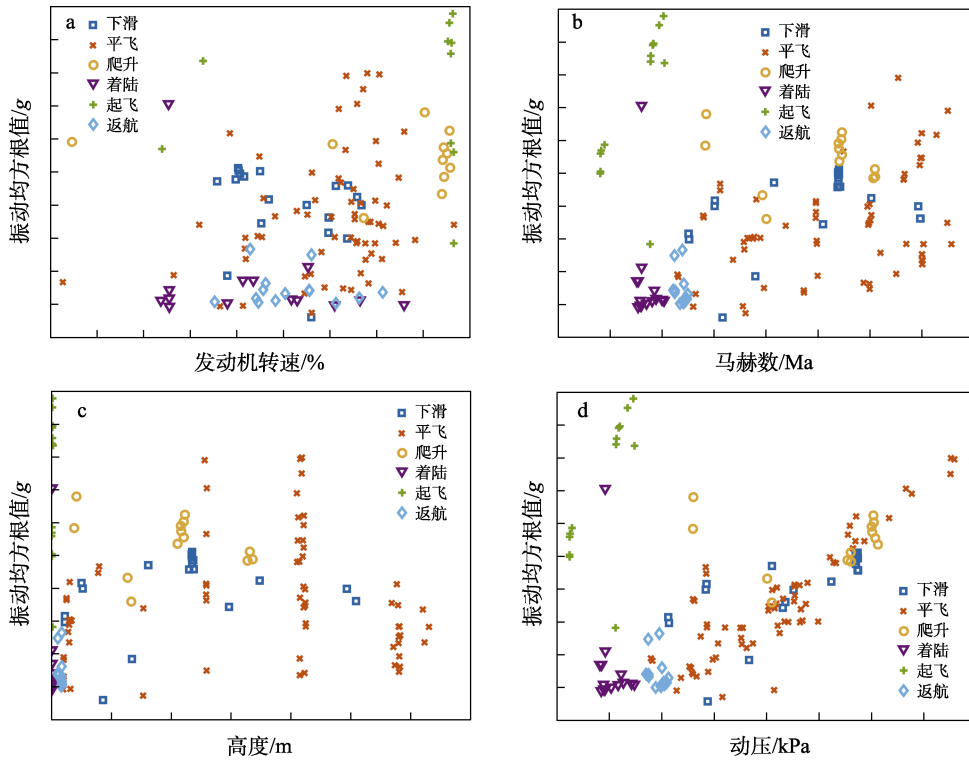 a
下滑
平飞
爬升
着陆
起飞
返航
振动均方根值/g
发动机转速/%
b
下滑
平飞
爬升
着陆
起飞
返航
振动均方根值/g
马赫数/Ma
c
下滑
平飞
爬升
着陆
起飞
返航
振动均方根值/g
高度/m
d
下滑
平飞
爬升
着陆
起飞
返航
振动均方根值/g
动压/kPa